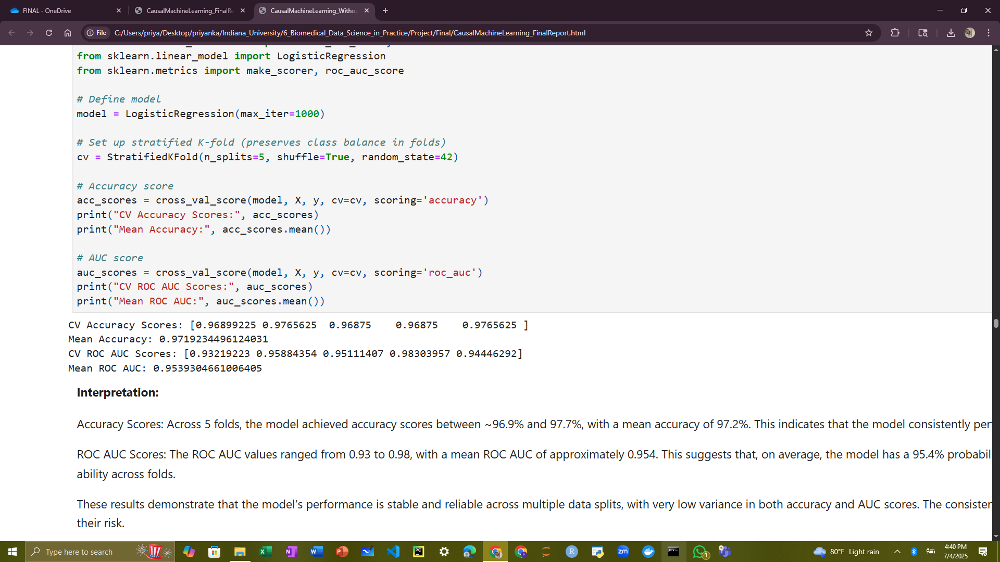 FINAL - OneDrive
CausalMachineLearning_FinalRe
CausalMachineLearning_Withou
File
C:/Users/priya/Desktop/priyanka/Indiana_University/6_Biomedical_Data_Science_in_Practice/Project/Final/CausalMachineLearning_FinalReport.html
from sklearn.linear_model import LogisticRegression
from sklearn.metrics import make_scorer, roc_auc_score
# Define model
model = LogisticRegression(max_iter=1000)
# Set up stratified K-fold (preserves class balance in folds)
cv = StratifiedKFold(n_splits=5, shuffle=True, random_state=42)
# Accuracy score
acc_scores = cross_val_score(model, X, y, cv=cv, scoring='accuracy')
print("CV Accuracy Scores:", acc_scores)
print("Mean Accuracy:", acc_scores.mean())
# AUC score
auc_scores = cross_val_score(model, X, y, cv=cv, scoring='roc_auc')
print("CV ROC AUC Scores:", auc_scores)
print("Mean ROC AUC:", auc_scores.mean())
CV Accuracy Scores: [0.96899225 0.9765625  0.96875    0.96875    0.9765625 ]
Mean Accuracy: 0.9719234496124031
CV ROC AUC Scores: [0.93219223 0.95884354 0.95111407 0.98303957 0.94446292]
Mean ROC AUC: 0.9539304661006405
Interpretation:
Accuracy Scores: Across 5 folds, the model achieved accuracy scores between ~96.9% and 97.7%, with a mean accuracy of 97.2%. This indicates that the model consistently per
ROC AUC Scores: The ROC AUC values ranged from 0.93 to 0.98, with a mean ROC AUC of approximately 0.954. This suggests that, on average, the model has a 95.4% probabili
ability across folds.
These results demonstrate that the model’s performance is stable and reliable across multiple data splits, with very low variance in both accuracy and AUC scores. The consister
their risk.
Type here to search
80°F Light rain
4:40 PM
7/4/2025